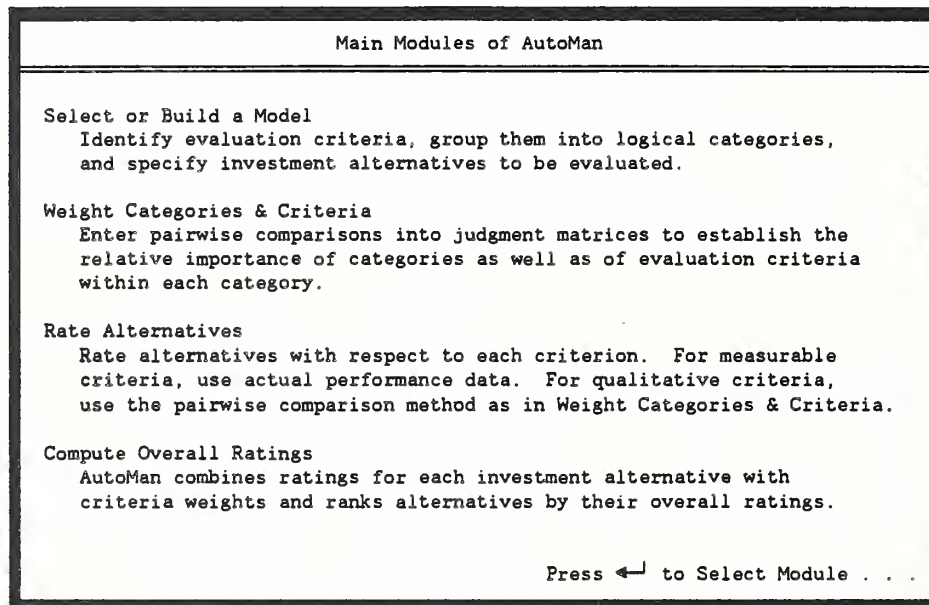 Main Modules of AutoMan
Select or Build a Model
Identify evaluation criteria, group them into logical categories,
and specify investment alternatives to be evaluated.
Weight Categories & Criteria
Enter pairwise comparisons into judgment matrices to establish the
relative importance of categories as well as of evaluation criteria
within each category.
Rate Alternatives
Rate alternatives with respect to each criterion. For measurable
criteria, use actual performance data. For qualitative criteria,
use the pairwise comparison method as in Weight Categories & Criteria.
Compute Overall Ratings
AutoMan combines ratings for each investment alternative with
criteria weights and ranks alternatives by their overall ratings.
Press ↵ to Select Module . . .